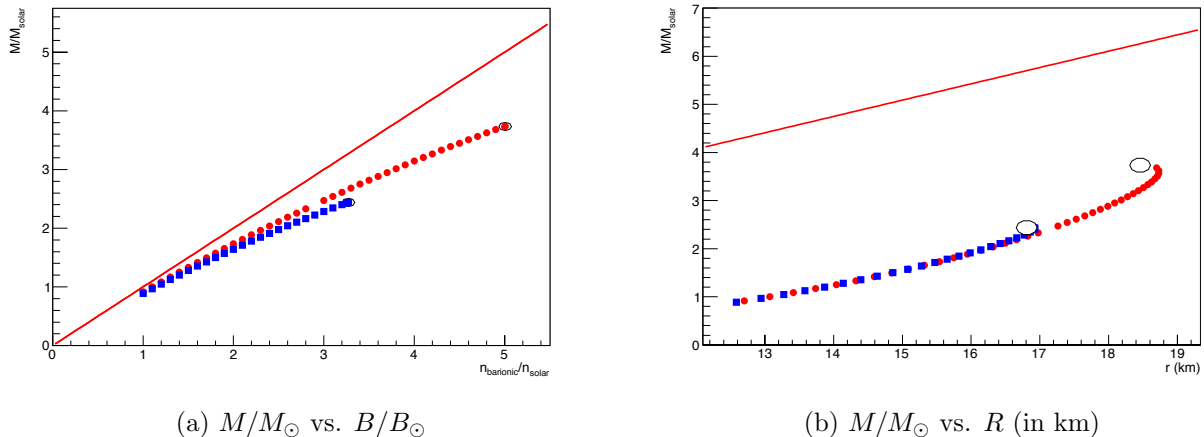 M/M_solar
5
4
3
2
1
0
0 1 2 3 4 5
n_barionic/n_solar
M/M_solar
7
6
5
4
3
2
1
0
13 14 15 16 17 18 19
r (km)
(a) M/M⊙ vs. B/B⊙
(b) M/M⊙ vs. R (in km)